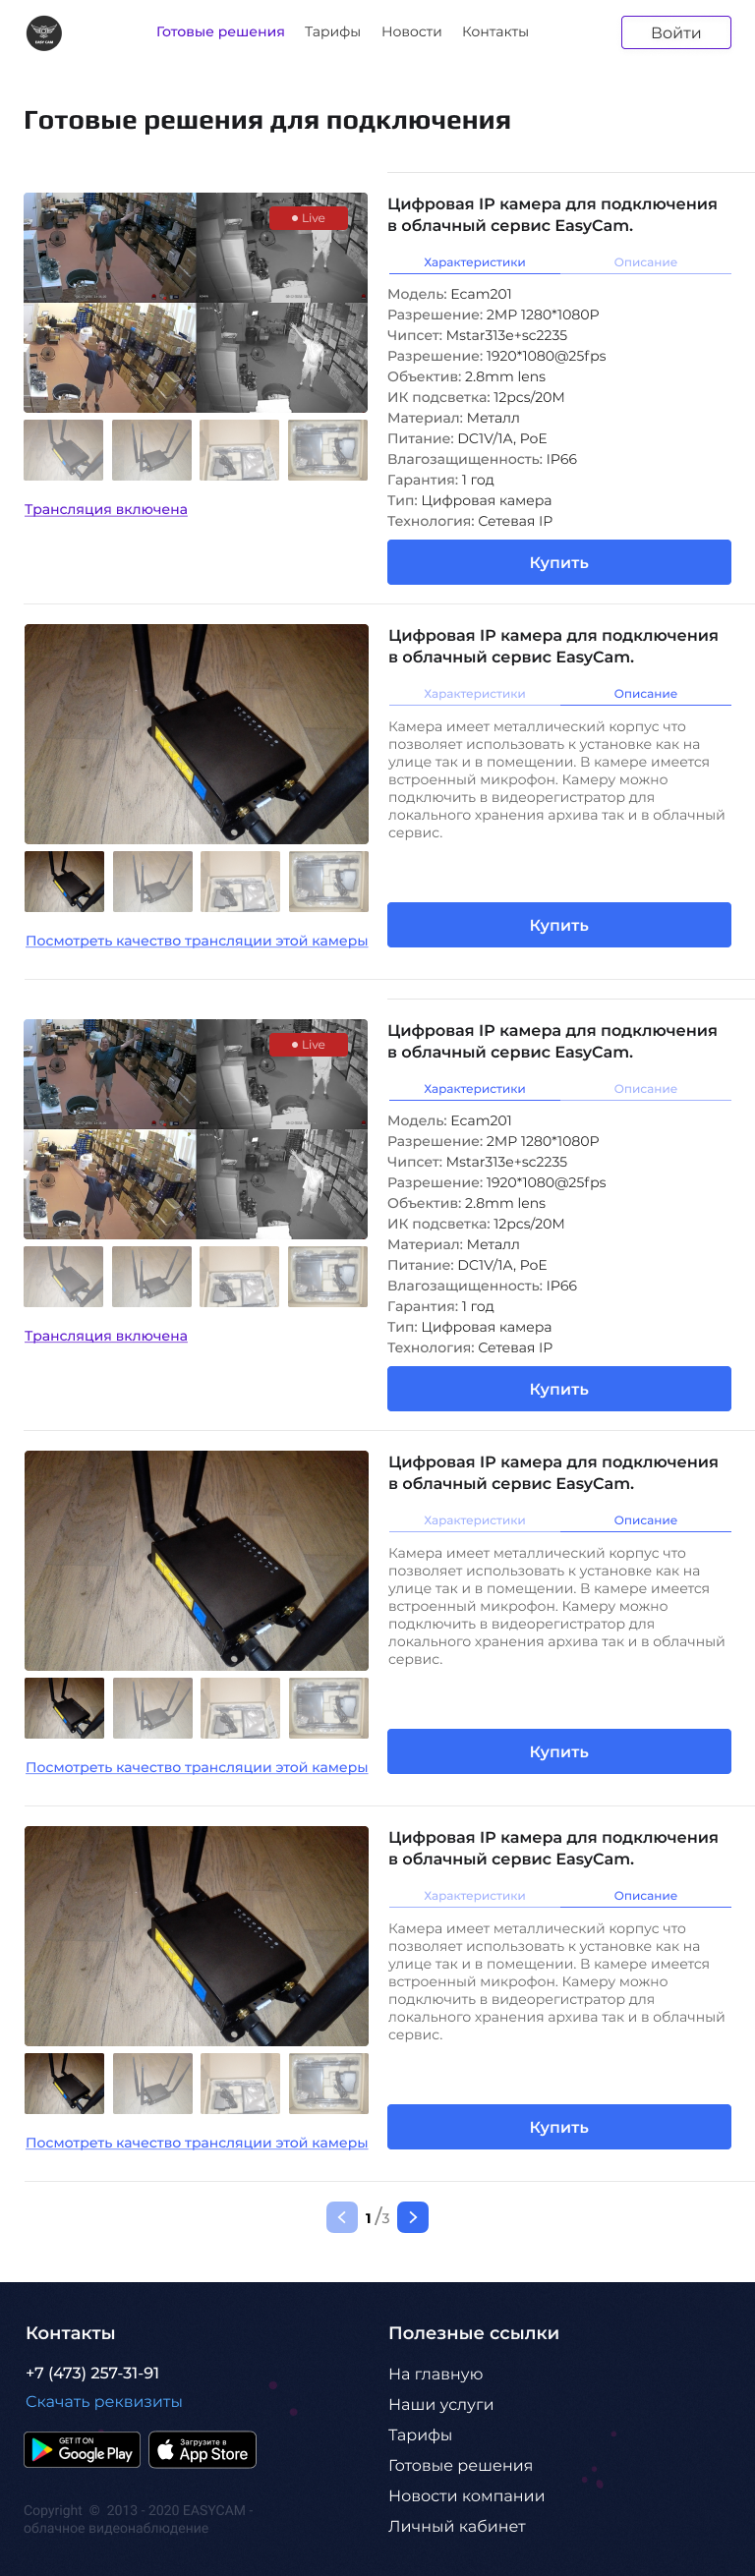 EASY CAM
Готовые решения Тарифы Новости Контакты Войти
Готовые решения для подключения
Live
Цифровая IP камера для подключения
в облачный сервис EasyCam.
Характеристики Описание
Модель: Ecam201
Разрешение: 2MP 1280*1080P
Чипсет: Mstar313e+sc2235
Разрешение: 1920*1080@25fps
Объектив: 2.8mm lens
ИК подсветка: 12pcs/20M
Материал: Металл
Питание: DC1V/1A, PoE
Влагозащищенность: IP66
Гарантия: 1 год
Тип: Цифровая камера
Технология: Сетевая IP
Трансляция включена
Купить
Цифровая IP камера для подключения
в облачный сервис EasyCam.
Характеристики Описание
Камера имеет металлический корпус что
позволяет использовать к установке как на
улице так и в помещении. В камере имеется
встроенный микрофон. Камеру можно
подключить в видеорегистратор для
локального хранения архива так и в облачный
сервис.
Посмотреть качество трансляции этой камеры
Купить
Live
Цифровая IP камера для подключения
в облачный сервис EasyCam.
Характеристики Описание
Модель: Ecam201
Разрешение: 2MP 1280*1080P
Чипсет: Mstar313e+sc2235
Разрешение: 1920*1080@25fps
Объектив: 2.8mm lens
ИК подсветка: 12pcs/20M
Материал: Металл
Питание: DC1V/1A, PoE
Влагозащищенность: IP66
Гарантия: 1 год
Тип: Цифровая камера
Технология: Сетевая IP
Трансляция включена
Купить
Цифровая IP камера для подключения
в облачный сервис EasyCam.
Характеристики Описание
Камера имеет металлический корпус что
позволяет использовать к установке как на
улице так и в помещении. В камере имеется
встроенный микрофон. Камеру можно
подключить в видеорегистратор для
локального хранения архива так и в облачный
сервис.
Посмотреть качество трансляции этой камеры
Купить
Цифровая IP камера для подключения
в облачный сервис EasyCam.
Характеристики Описание
Камера имеет металлический корпус что
позволяет использовать к установке как на
улице так и в помещении. В камере имеется
встроенный микрофон. Камеру можно
подключить в видеорегистратор для
локального хранения архива так и в облачный
сервис.
Посмотреть качество трансляции этой камеры
Купить
1 /3
Контакты
+7 (473) 257-31-91
Скачать реквизиты
GET IT ON
Google Play
Загрузите в
App Store
Copyright © 2013 - 2020 EASYCAM -
облачное видеонаблюдение
Полезные ссылки
На главную
Наши услуги
Тарифы
Готовые решения
Новости компании
Личный кабинет